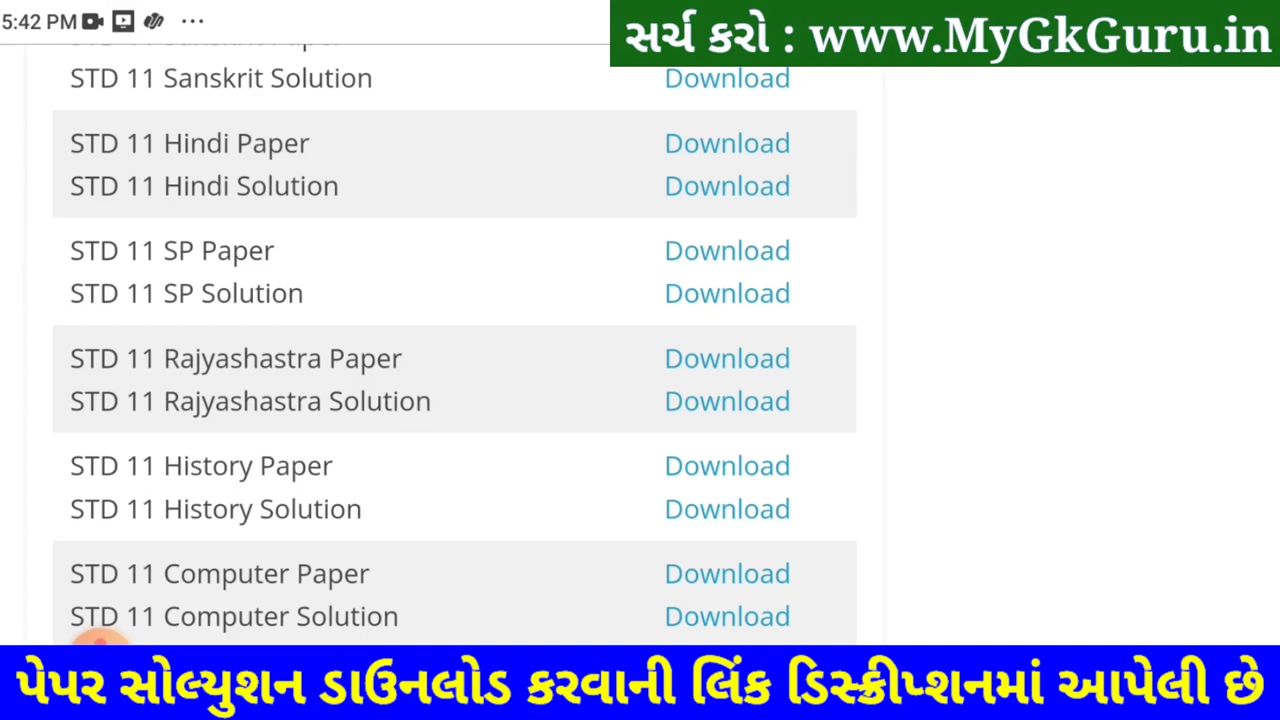 5:42 PM
સર્ચ કરો : www.MyGkGuru.in
STD 11 Sanskrit Solution Download
STD 11 Hindi Paper Download
STD 11 Hindi Solution Download
STD 11 SP Paper Download
STD 11 SP Solution Download
STD 11 Rajyashastra Paper Download
STD 11 Rajyashastra Solution Download
STD 11 History Paper Download
STD 11 History Solution Download
STD 11 Computer Paper Download
STD 11 Computer Solution Download
પેપર સોલ્યુશન ડાઉનલોડ કરવાની લિંક ડિસ્ક્રીપ્શનમાં આપેલી છે